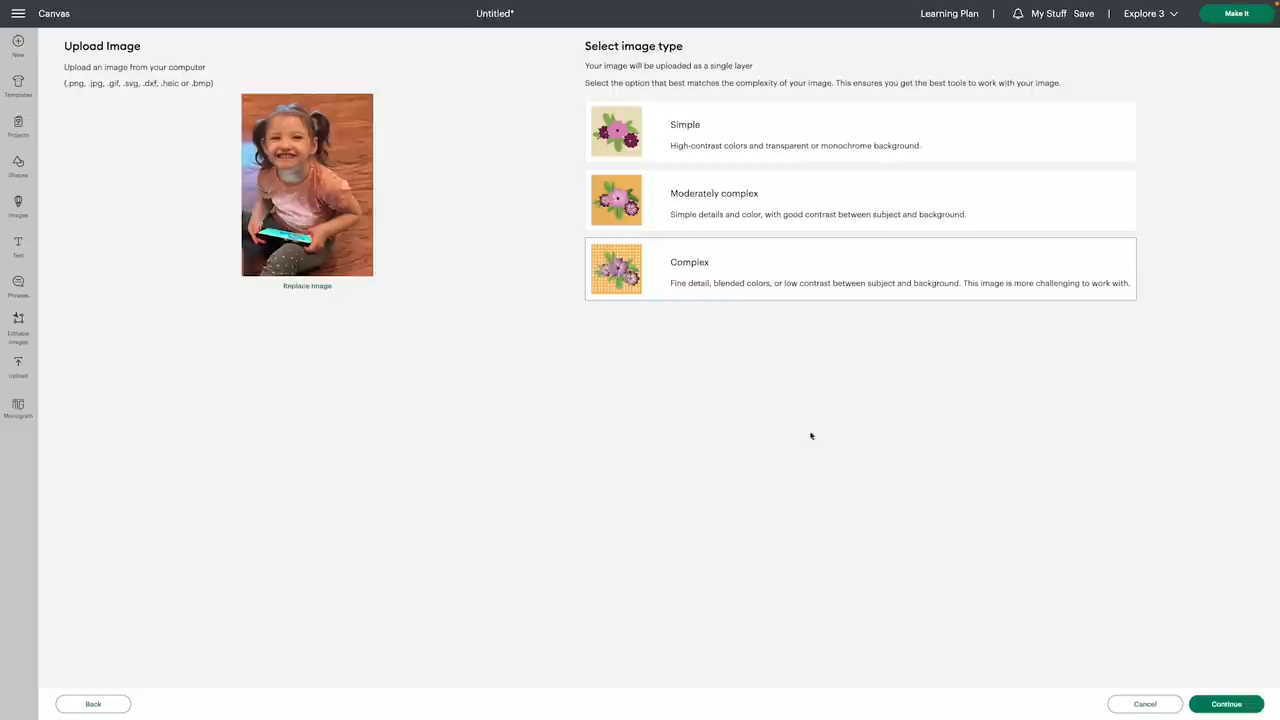 Canvas
Untitled*
Learning Plan | My Stuff Save | Explore 3 Make It
New
Templates
Projects
Shapes
Images
Text
Phrases
Editable
Images
Upload
Monogram
Upload Image
Upload an image from your computer
(.png, .jpg, .gif, .svg, .dxf, .heic or .bmp)
Replace Image
Select image type
Your image will be uploaded as a single layer
Select the option that best matches the complexity of your image. This ensures you get the best tools to work with your image.
Simple
High-contrast colors and transparent or monochrome background.
Moderately complex
Simple details and color, with good contrast between subject and background.
Complex
Fine detail, blended colors, or low contrast between subject and background. This image is more challenging to work with.
Back
Cancel
Continue